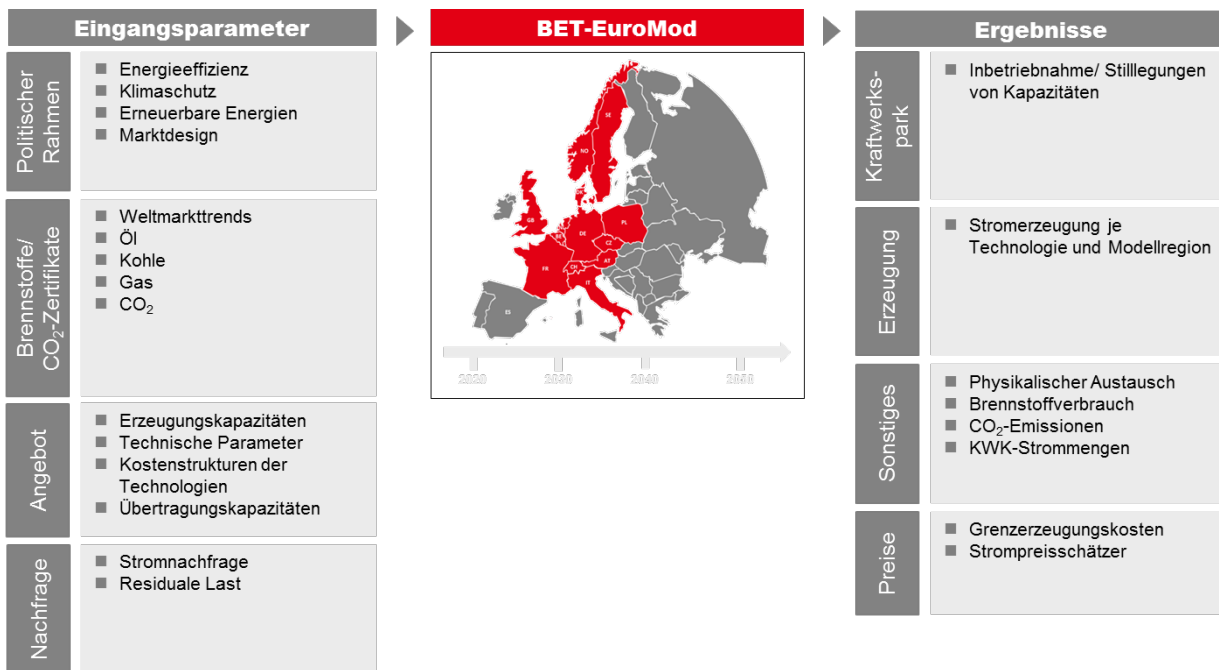 Eingangsparameter
Politischer
Rahmen
Energieeffizienz
Klimaschutz
Erneuerbare Energien
Marktdesign
Brennstoffe/
CO₂-Zertifikate
Weltmarkttrends
Öl
Kohle
Gas
CO₂
Angebot
Erzeugungskapazitäten
Technische Parameter
Kostenstrukturen der
Technologien
Übertragungskapazitäten
Nachfrage
Stromnachfrage
Residuale Last
BET-EuroMod
SE
NO
GB
PL
DE
CZ
FR
AT
CH
IT
ES
2020
2030
2040
2050
Ergebnisse
Kraftwerks-
park
Inbetriebnahme/ Stilllegungen
von Kapazitäten
Erzeugung
Stromerzeugung je
Technologie und Modellregion
Sonstiges
Physikalischer Austausch
Brennstoffverbrauch
CO₂-Emissionen
KWK-Strommengen
Preise
Grenzerzeugungskosten
Strompreisschätzer